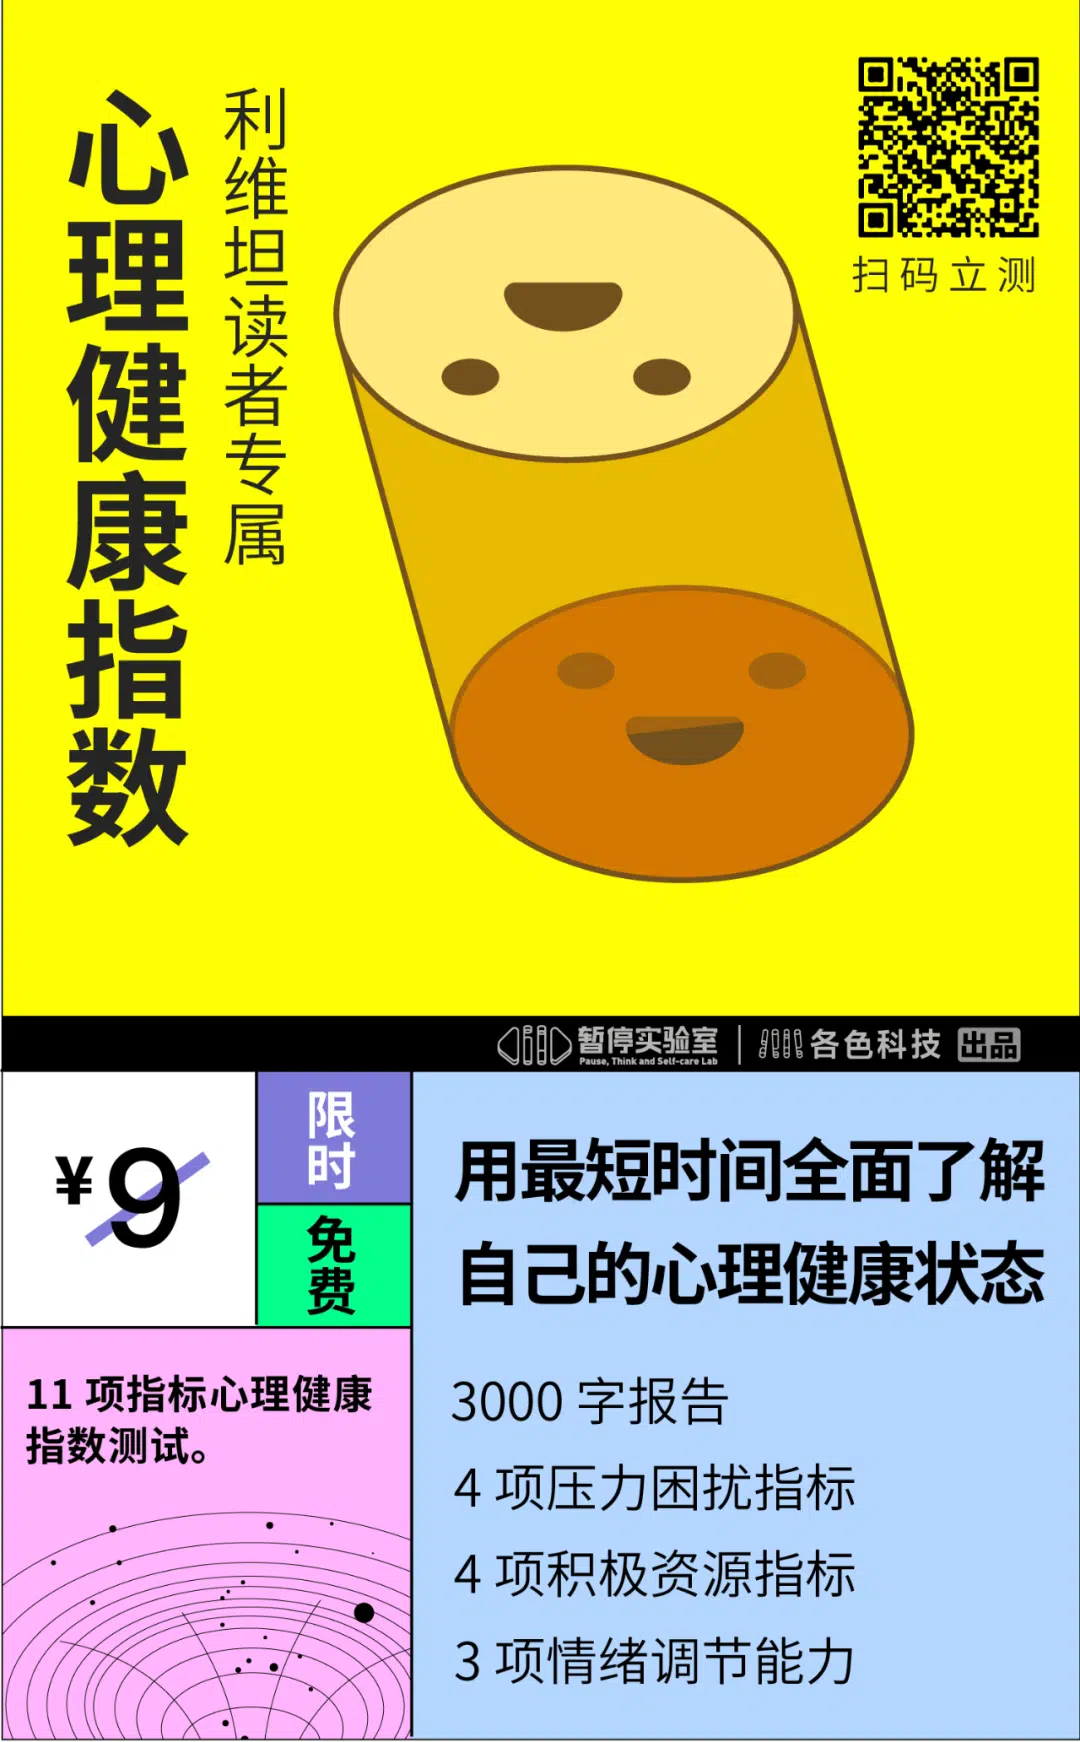 心理健康指数
利维坦读者专属
扫码立测
暂停实验室
Pause, Think and Self-care Lab
各色科技
出品
¥9
限时
免费
用最短时间全面了解
自己的心理健康状态
11 项指标心理健康
指数测试。
3000 字报告
4 项压力困扰指标
4 项积极资源指标
3 项情绪调节能力